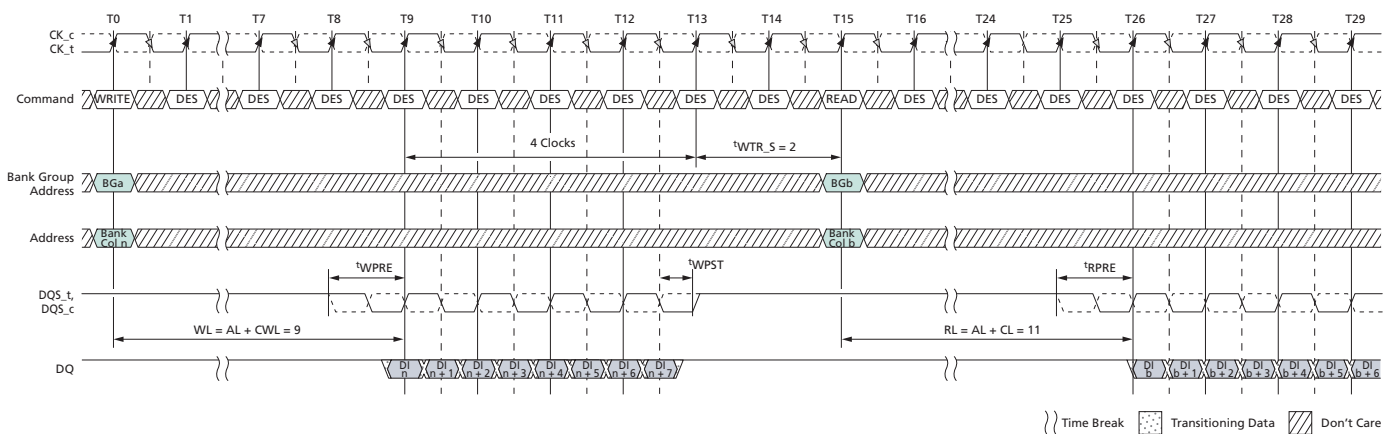 T0 T1 T7 T8 T9 T10 T11 T12 T13 T14 T15 T16 T24 T25 T26 T27 T28 T29
CK_c
CK_t
Command WRITE DES DES DES DES DES DES DES DES DES READ DES DES DES DES DES DES DES
4 Clocks tWTR_S = 2
Bank Group
Address BGa BGb
Address Bank
Col n Bank
Col b
tWPRE tWPST tRPRE
DQS_t,
DQS_c
WL = AL + CWL = 9 RL = AL + CL = 11
DQ DI
n DI
n + 1 DI
n + 2 DI
n + 3 DI
n + 4 DI
n + 5 DI
n + 6 DI
n + 7 DI
b DI
b + 1 DI
b + 2 DI
b + 3 DI
b + 4 DI
b + 5 DI
b + 6
Time Break Transitioning Data Don't Care